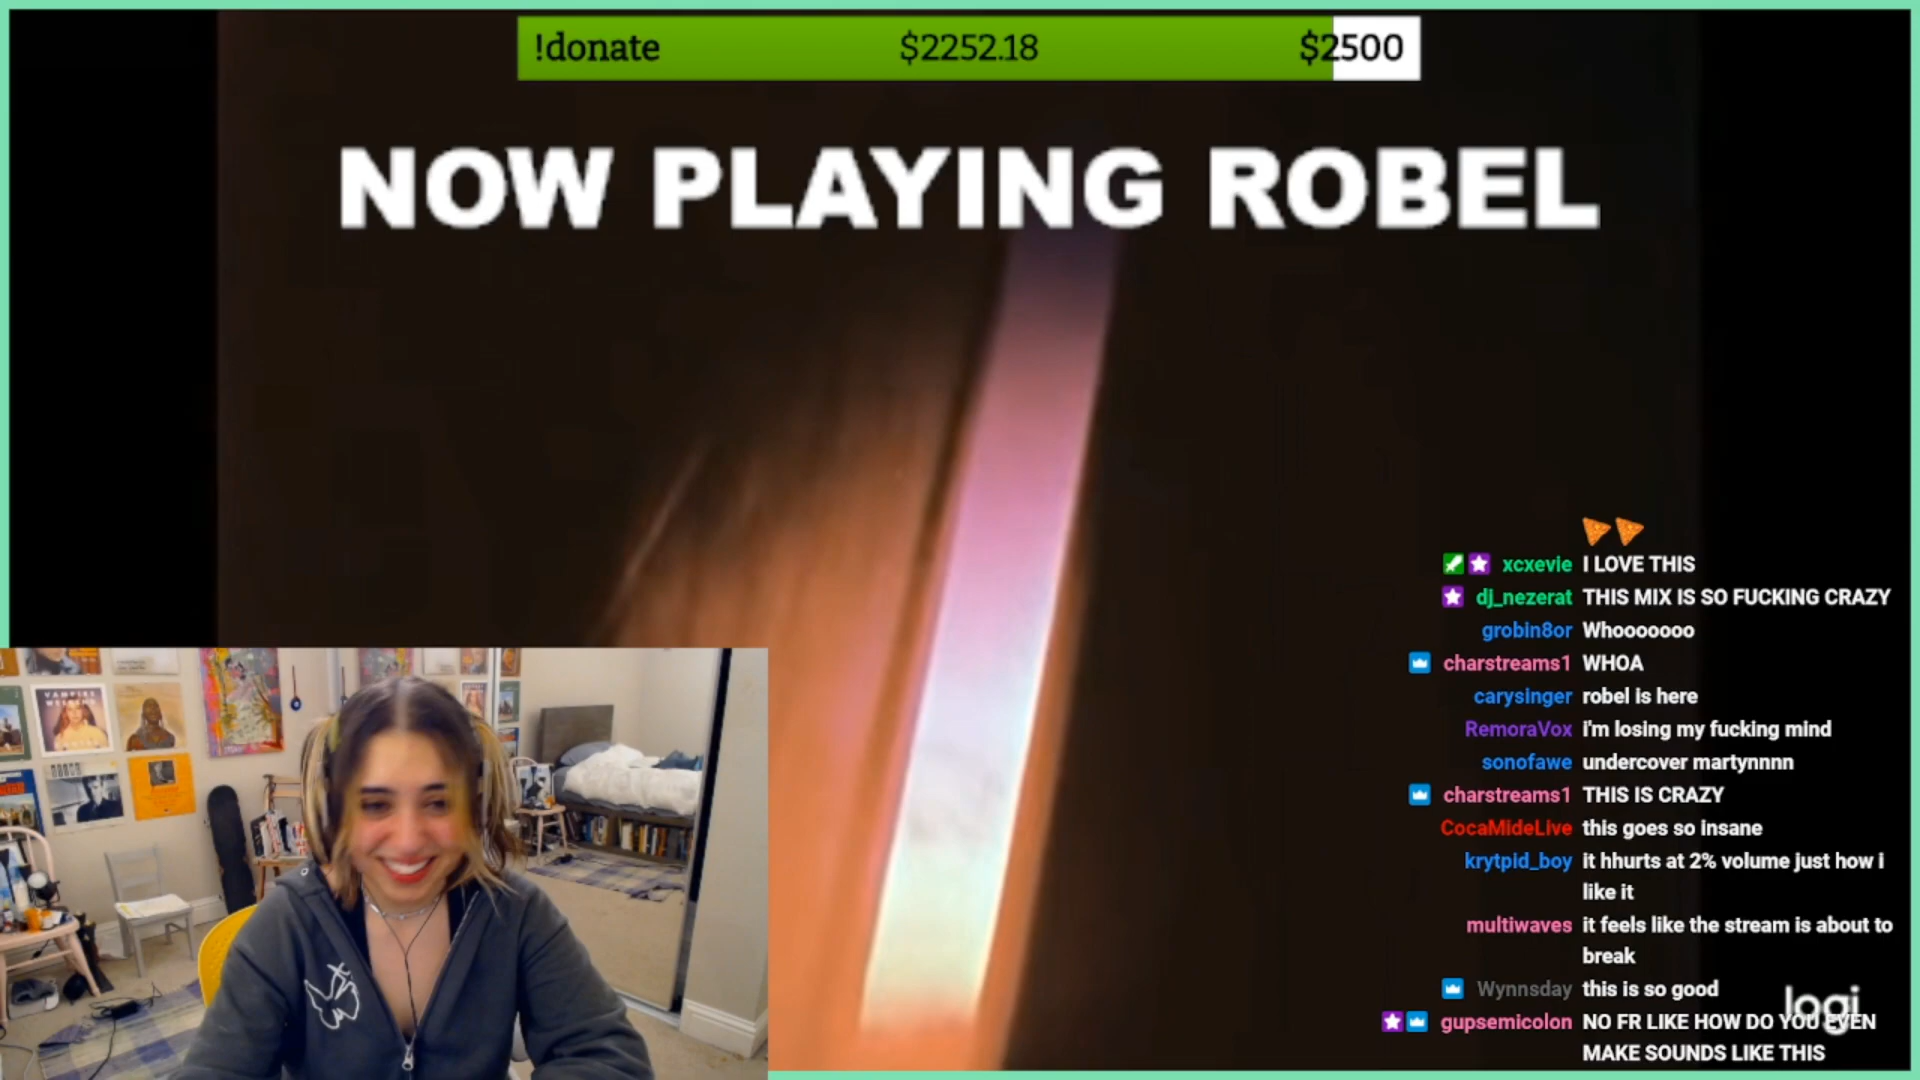 !donate $2252.18 $2500
NOW PLAYING ROBEL
xcxevie I LOVE THIS
dj_nezerat THIS MIX IS SO FUCKING CRAZY
grobin8or Whooooooo
charstreams1 WHOA
carysinger robel is here
RemoraVox i'm losing my fucking mind
sonofawe undercover martynnnn
charstreams1 THIS IS CRAZY
CocaMideLive this goes so insane
krytpid_boy it hhurts at 2% volume just how i
like it
multiwaves it feels like the stream is about to
break
Wynnsday this is so good
logi
gupsemicolon NO FR LIKE HOW DO YOU EVEN
MAKE SOUNDS LIKE THIS
VAMPIRE
WEEKEND